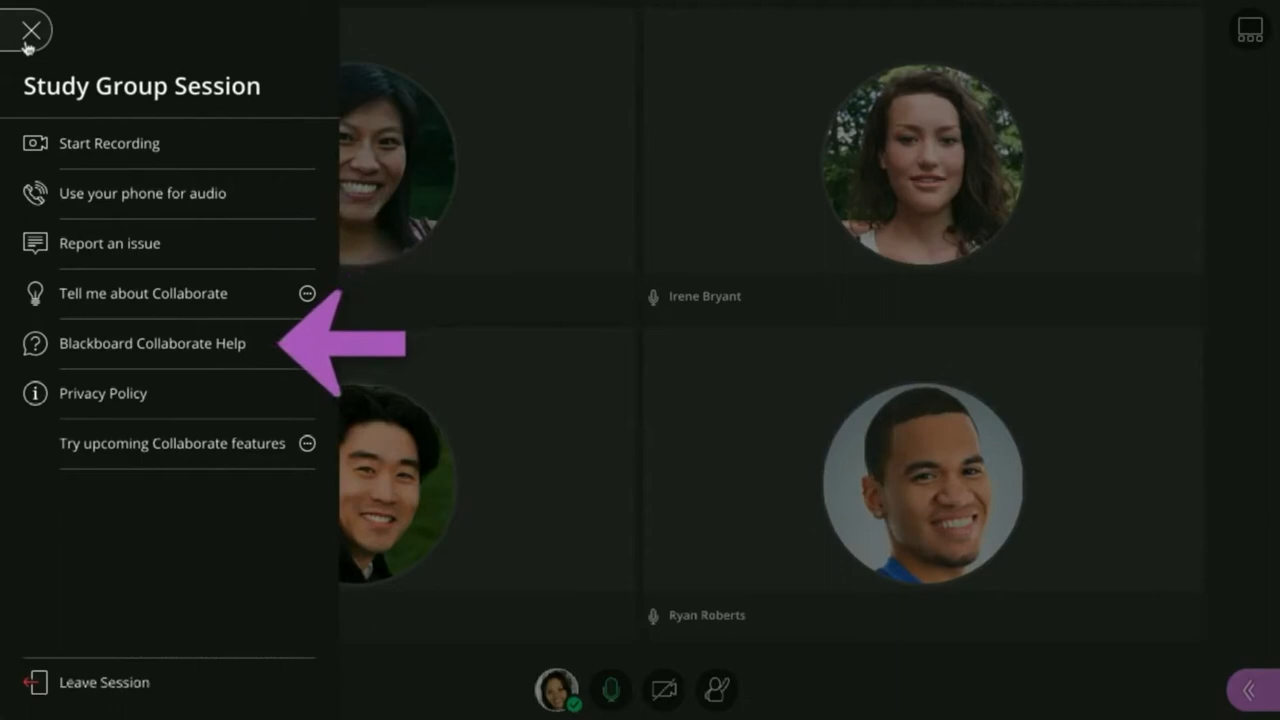 Study Group Session
Start Recording
Use your phone for audio
Report an issue
Tell me about Collaborate
Blackboard Collaborate Help
Privacy Policy
Try upcoming Collaborate features
Leave Session
Irene Bryant
Ryan Roberts